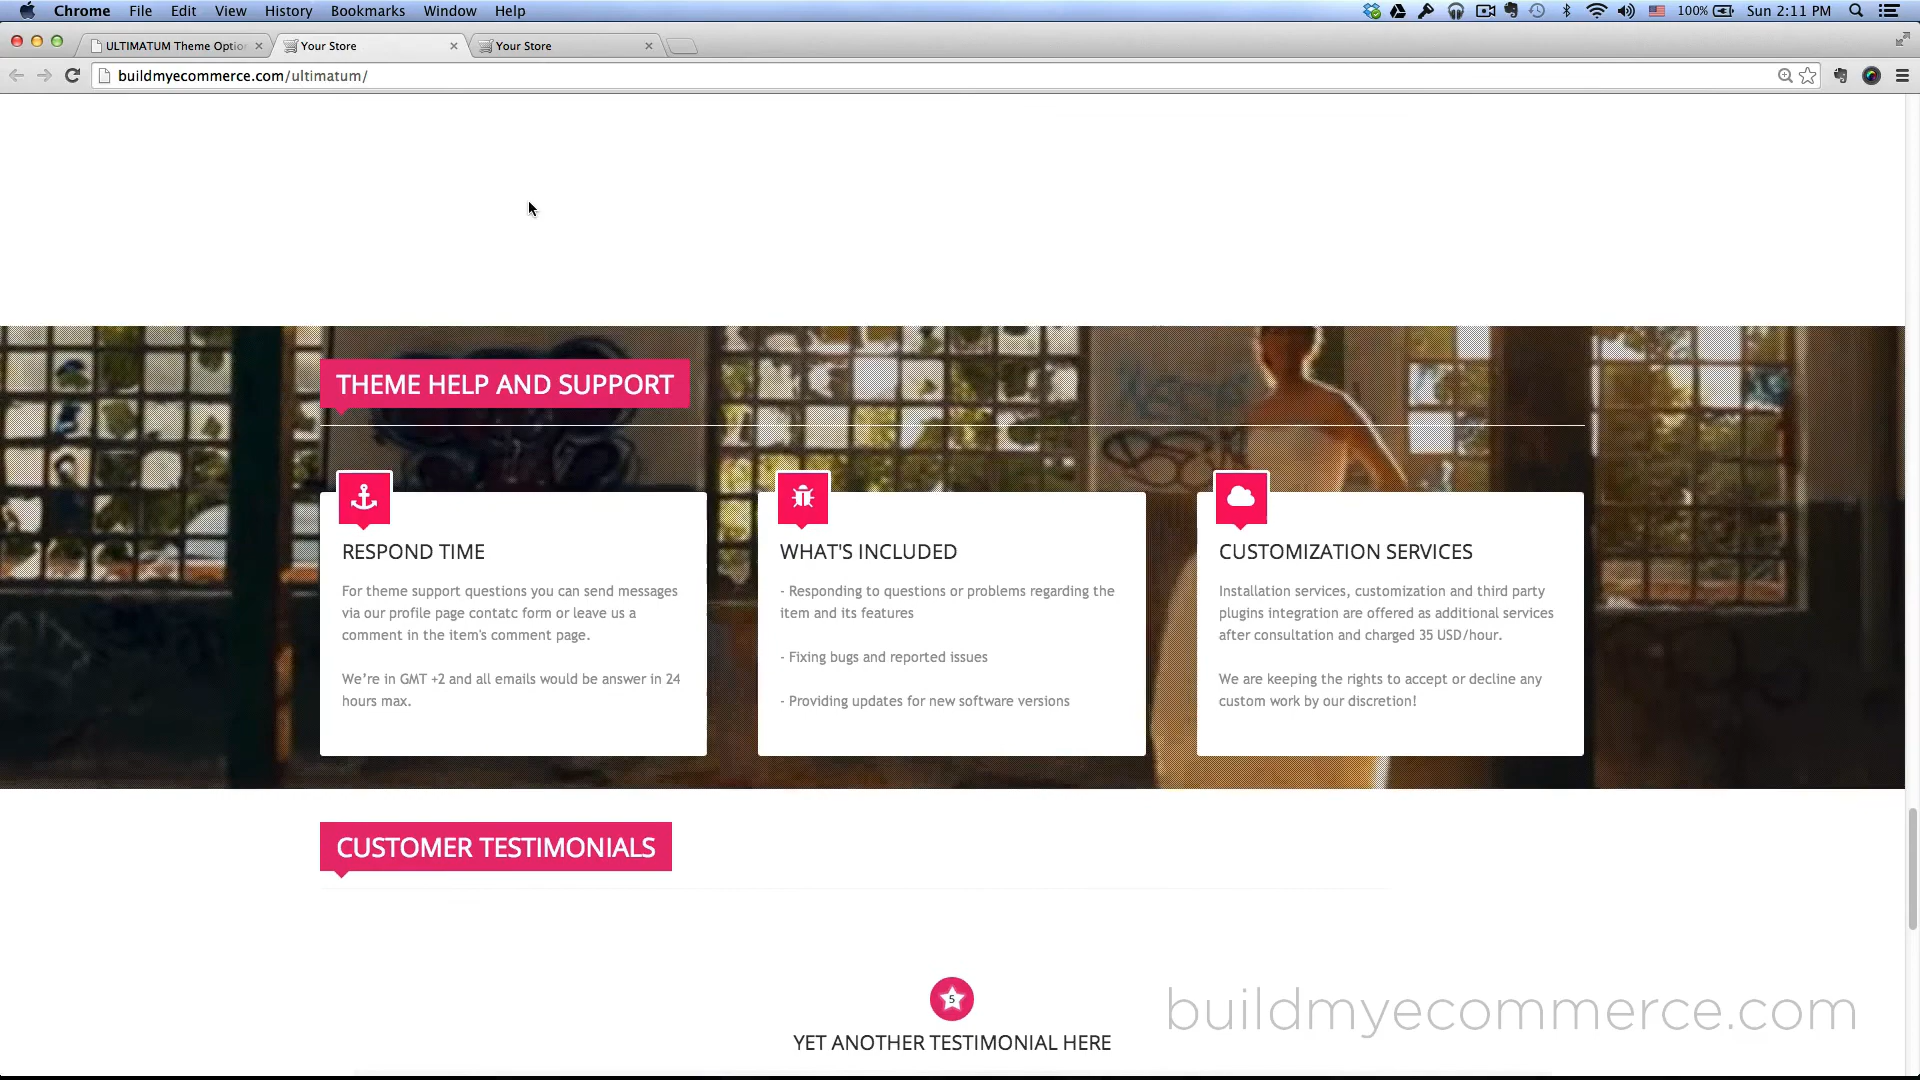 Chrome File Edit View History Bookmarks Window Help 100% Sun 2:11 PM
ULTIMATUM Theme Optio Your Store Your Store
buildmyecommerce.com/ultimatum/
THEME HELP AND SUPPORT
RESPOND TIME
For theme support questions you can send messages
via our profile page contatc form or leave us a
comment in the item's comment page.
We're in GMT +2 and all emails would be answer in 24
hours max.
WHAT'S INCLUDED
- Responding to questions or problems regarding the
item and its features
- Fixing bugs and reported issues
- Providing updates for new software versions
CUSTOMIZATION SERVICES
Installation services, customization and third party
plugins integration are offered as additional services
after consultation and charged 35 USD/hour.
We are keeping the rights to accept or decline any
custom work by our discretion!
CUSTOMER TESTIMONIALS
5
YET ANOTHER TESTIMONIAL HERE
buildmyecommerce.com